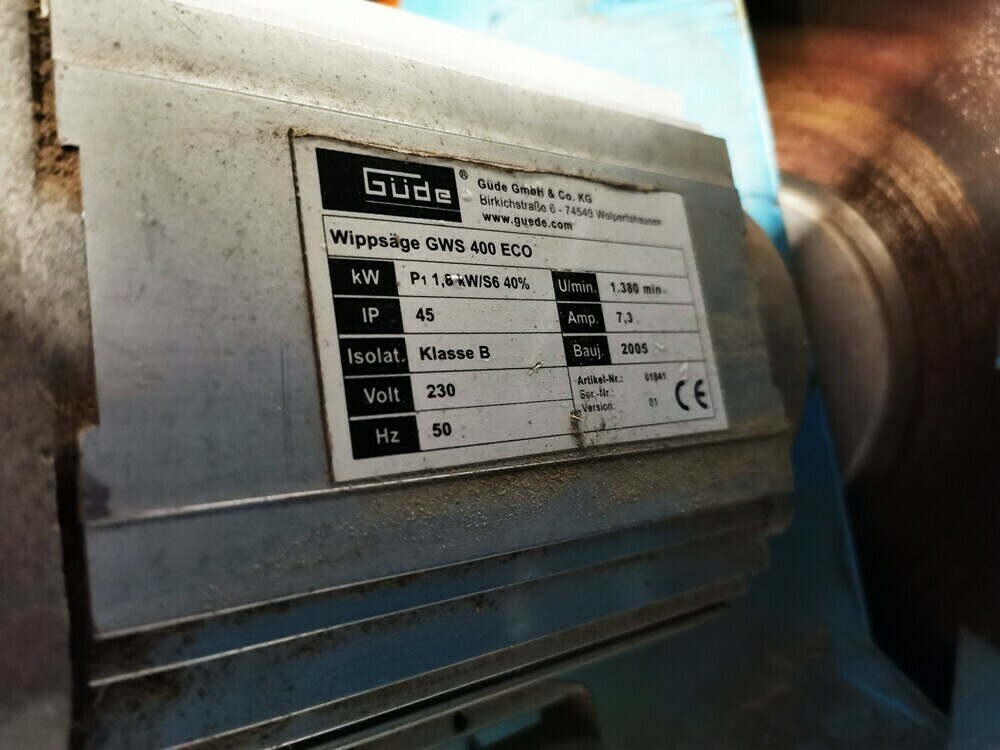 Güde®
Güde GmbH & Co. KG
Birkichstraße 6 - 74549 Wolpertshausen
www.guede.com
Wippsäge GWS 400 ECO
kW P1 1,8 kW/S6 40% U/min. 1.380 min
IP 45 Amp. 7,3
Isolat. Klasse B Bauj. 2005
Volt 230 Artikel-Nr.: 01841
Ser.-Nr.:
Version: 01
CE
Hz 50